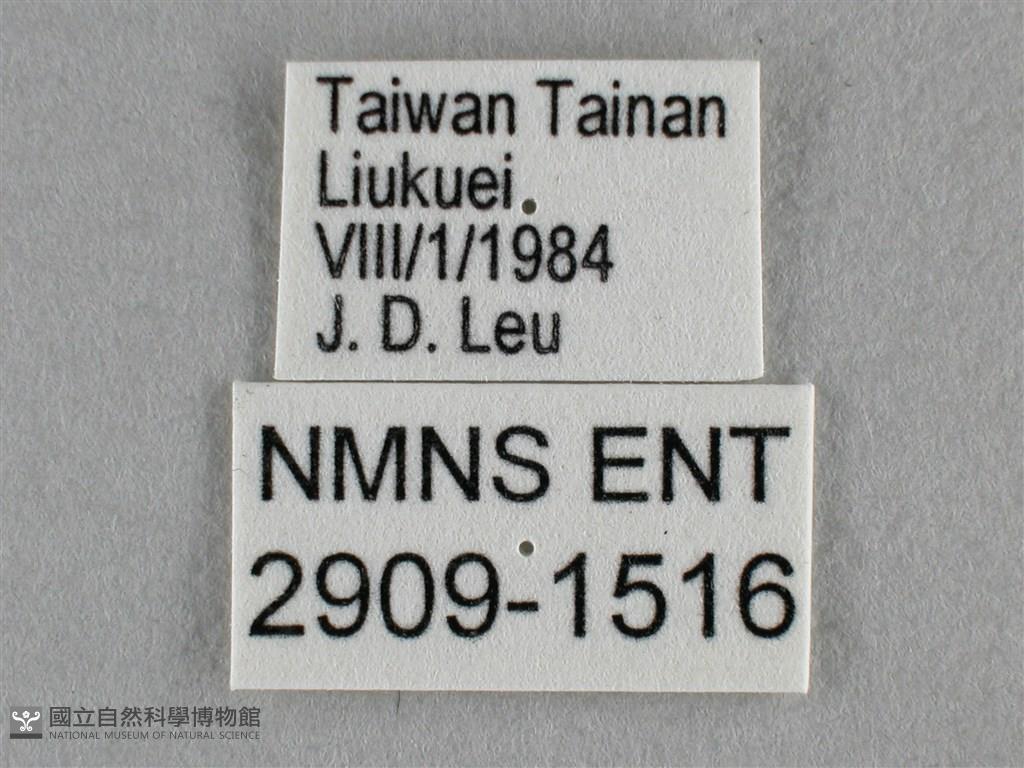 Taiwan Tainan
Liukuei
VIII/1/1984
J. D. Leu
NMNS ENT
2909-1516
國立自然科學博物館
NATIONAL MUSEUM OF NATURAL SCIENCE